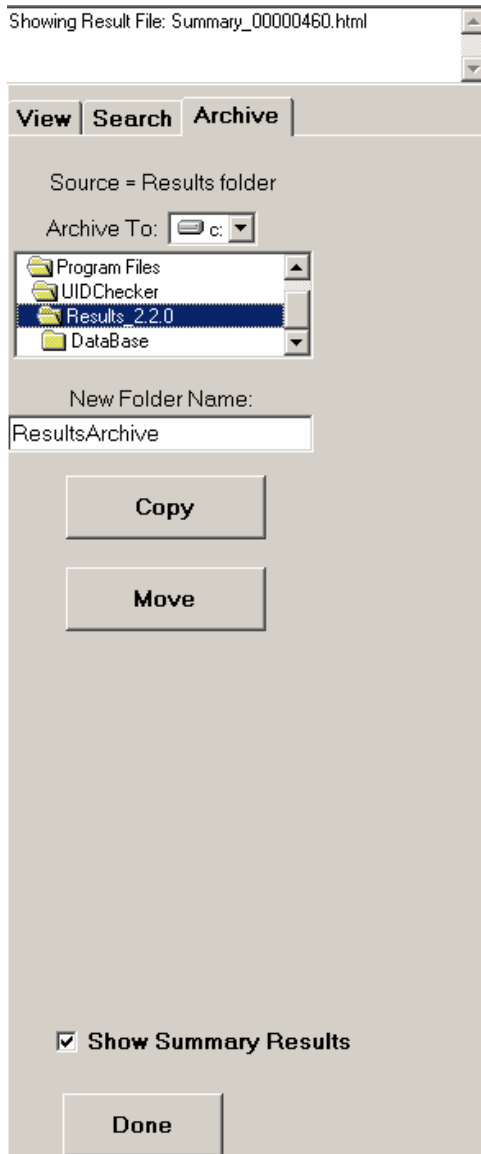 Showing Result File: Summary_00000460.html
View Search Archive
Source = Results folder
Archive To: c:
Program Files
UIDChecker
Results_2.2.0
DataBase
New Folder Name:
ResultsArchive
Copy
Move
Show Summary Results
Done